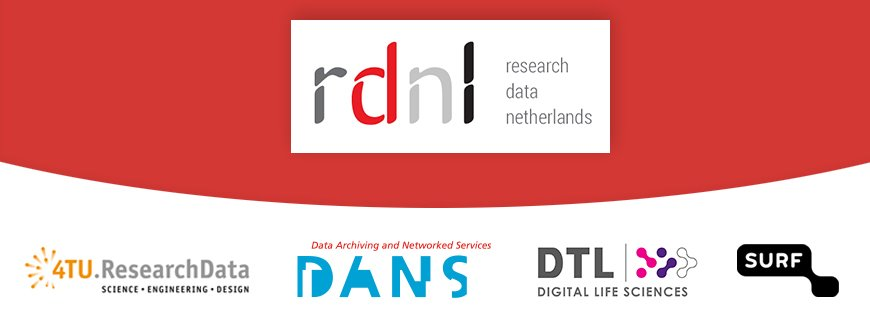 rdnl
research
data
netherlands
4TU.ResearchData
SCIENCE • ENGINEERING • DESIGN
Data Archiving and Networked Services
DANS
DTL
DIGITAL LIFE SCIENCES
SURF